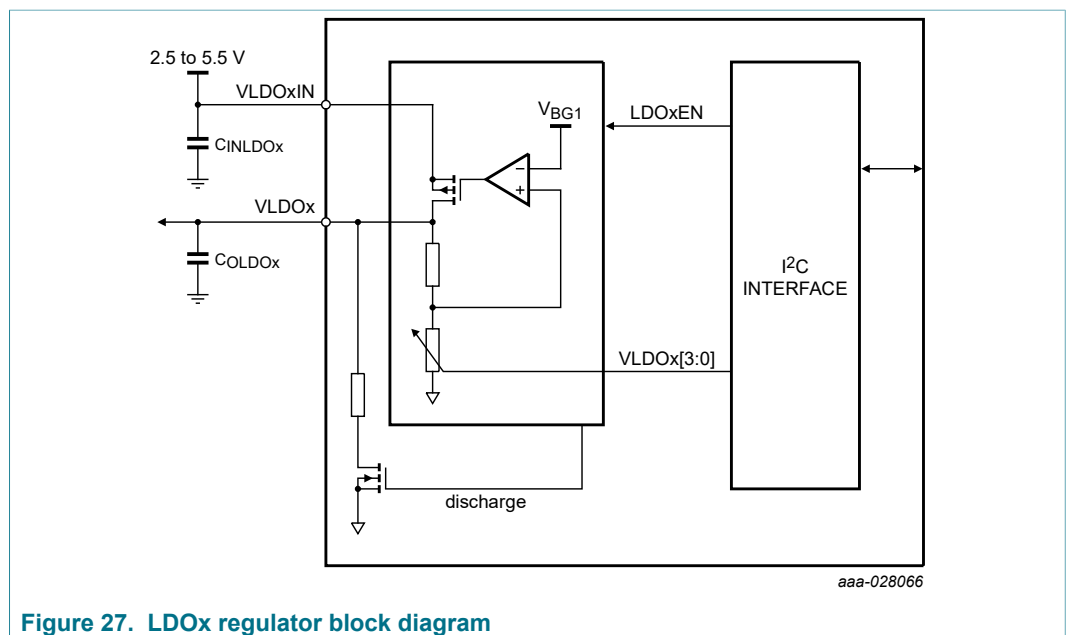 2.5 to 5.5 V
VLDOxIN
VBG1
LDOxEN
CINLDOx
−
+
VLDOx
COLDOx
I2C
INTERFACE
VLDOx[3:0]
discharge
aaa-028066
Figure 27. LDOx regulator block diagram